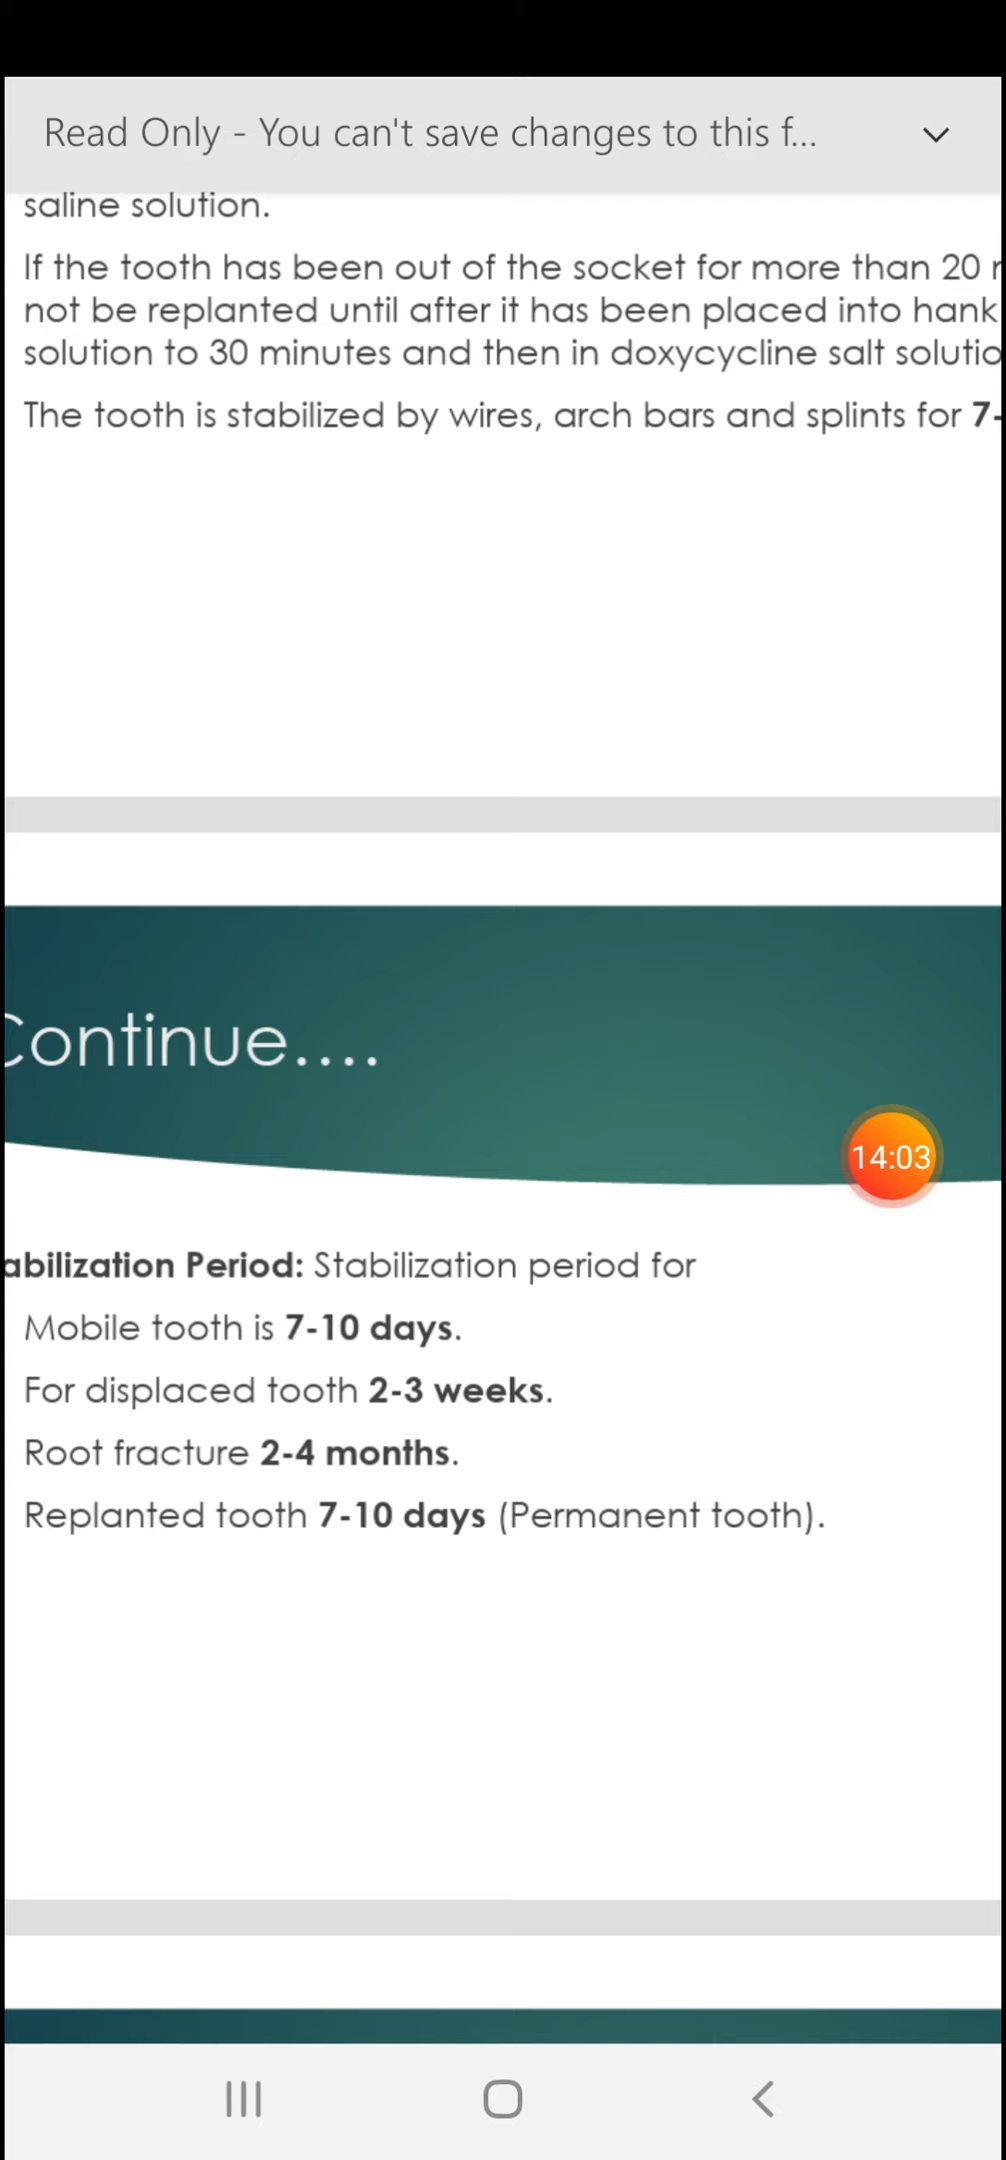 Read Only - You can't save changes to this f...
saline solution.
If the tooth has been out of the socket for more than 20
not be replanted until after it has been placed into hank
solution to 30 minutes and then in doxycycline salt solutio
The tooth is stabilized by wires, arch bars and splints for 7-
Continue....
14:03
abilization Period: Stabilization period for
Mobile tooth is 7-10 days.
For displaced tooth 2-3 weeks.
Root fracture 2-4 months.
Replanted tooth 7-10 days (Permanent tooth).